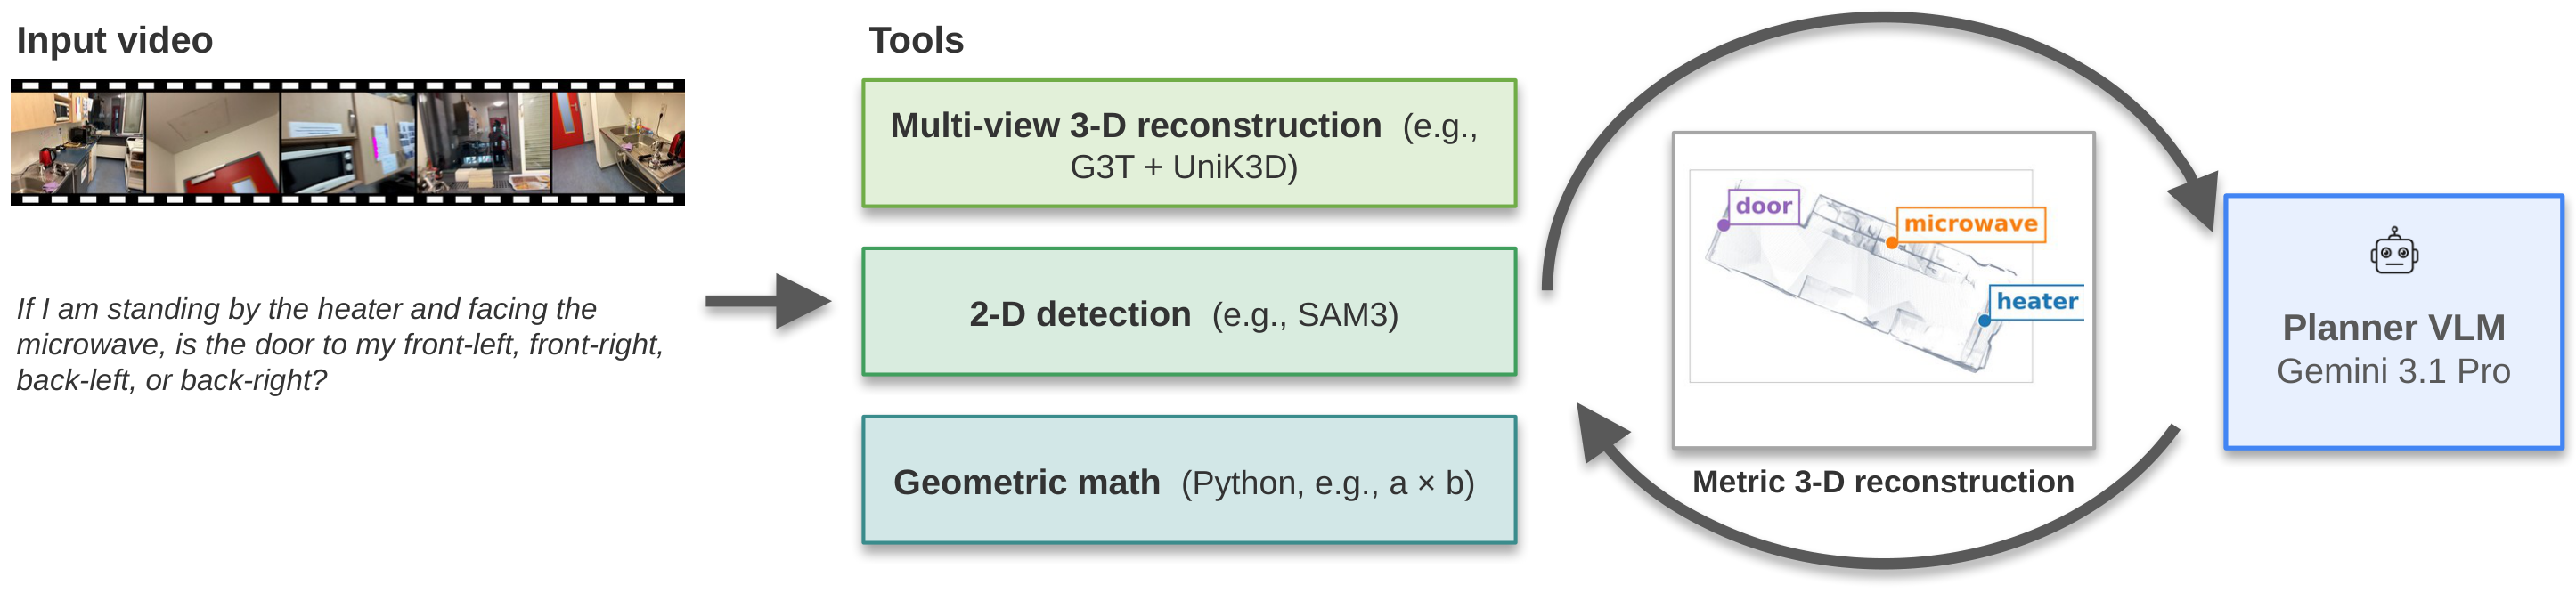 Input video
If I am standing by the heater and facing the
microwave, is the door to my front-left, front-right,
back-left, or back-right?
Tools
Multi-view 3-D reconstruction (e.g.,
G3T + UniK3D)
2-D detection (e.g., SAM3)
Geometric math (Python, e.g., a × b)
door
microwave
heater
Metric 3-D reconstruction
Planner VLM
Gemini 3.1 Pro